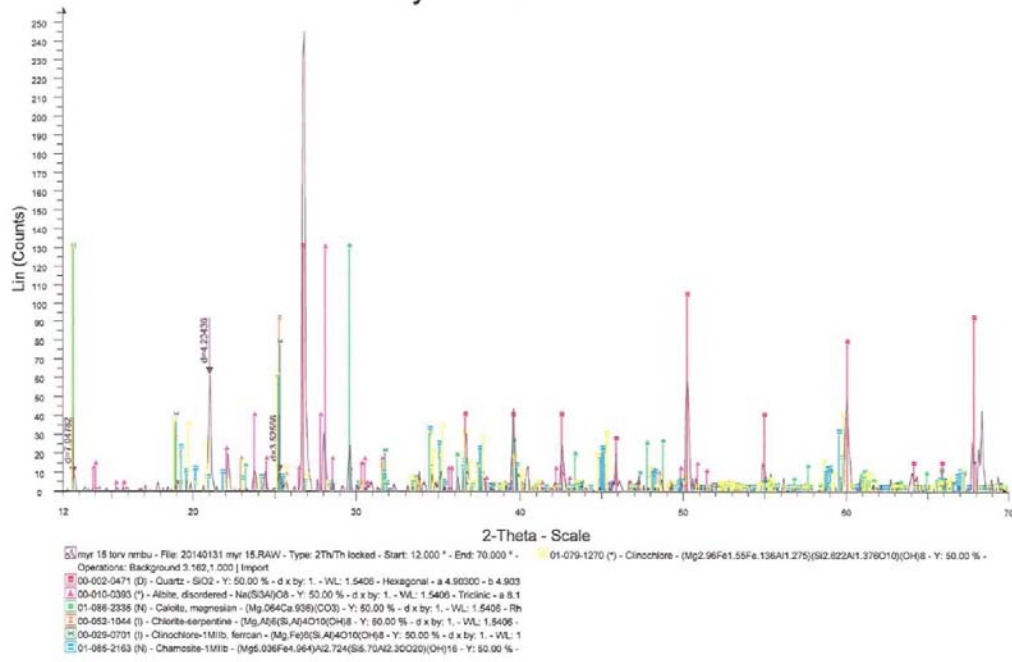 250
240
230
220
210
200
190
180
170
160
150
140
130
120
110
100
90
80
70
60
50
40
30
20
10
0
Lin (Counts)
d=7.04782
d=4.23436
d=3.52556
12 20 30 40 50 60 70
2-Theta - Scale
myr 15 torv nmbu - File: 20140131 myr 15.RAW - Type: 2Th/Th locked - Start: 12.000 ° - End: 70.000 ° -
Operations: Background 3.162,1.000 | Import
00-002-0471 (D) - Quartz - SiO2 - Y: 50.00 % - d x by: 1. - WL: 1.5406 - Hexagonal - a 4.90300 - b 4.903
00-010-0393 (*) - Albite, disordered - Na(Si3Al)O8 - Y: 50.00 % - d x by: 1. - WL: 1.5406 - Triclinic - a 8.1
01-086-2335 (N) - Calcite, magnesian - (Mg.064Ca.936)(CO3) - Y: 50.00 % - d x by: 1. - WL: 1.5406 - Rh
00-052-1044 (I) - Chlorite-serpentine - (Mg,Al)6(Si,Al)4O10(OH)8 - Y: 50.00 % - d x by: 1. - WL: 1.5406 -
00-029-0701 (I) - Clinochlore-1MIIb, ferroan - (Mg,Fe)6(Si,Al)4O10(OH)8 - Y: 50.00 % - d x by: 1. - WL: 1
01-085-2163 (N) - Chamosite-1MIIb - (Mg5.036Fe4.964)Al2.724(Si5.70Al2.30O20)(OH)16 - Y: 50.00 % -
01-079-1270 (*) - Clinochlore - (Mg2.96Fe1.55Fe.136Al1.275)(Si2.622Al1.376O10)(OH)8 - Y: 50.00 % -